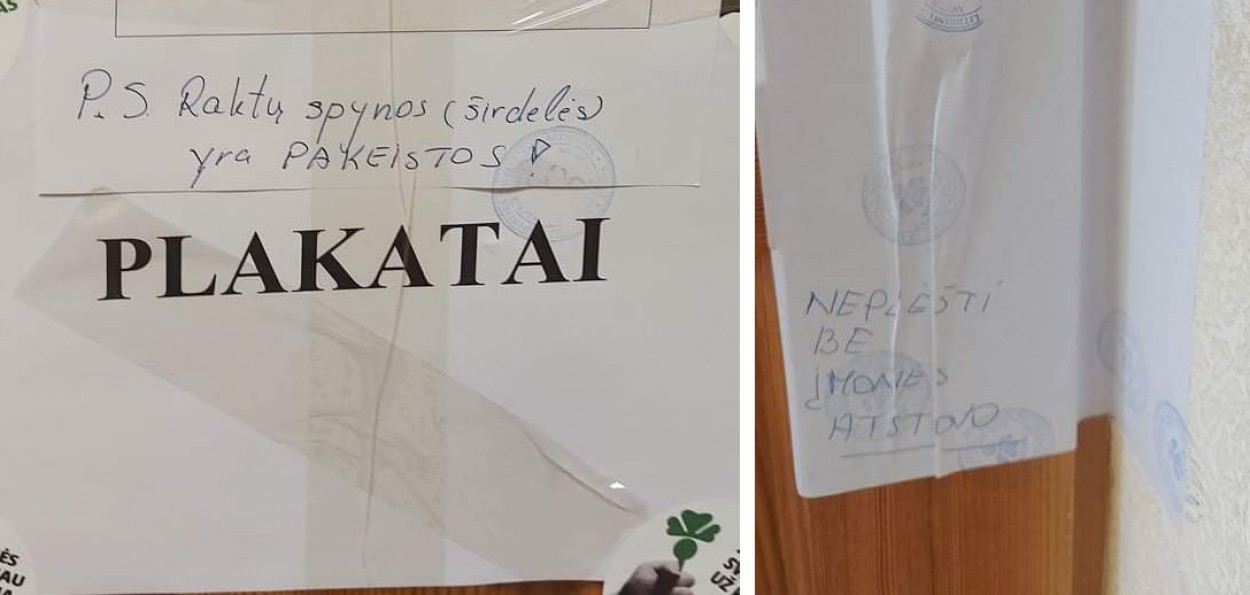 P.S. Raktų spynos (širdelės)
yra PAKEISTOS !
PLAKATAI
NEPLĖŠTI
BE
ĮMONĖS
ATSTOVO